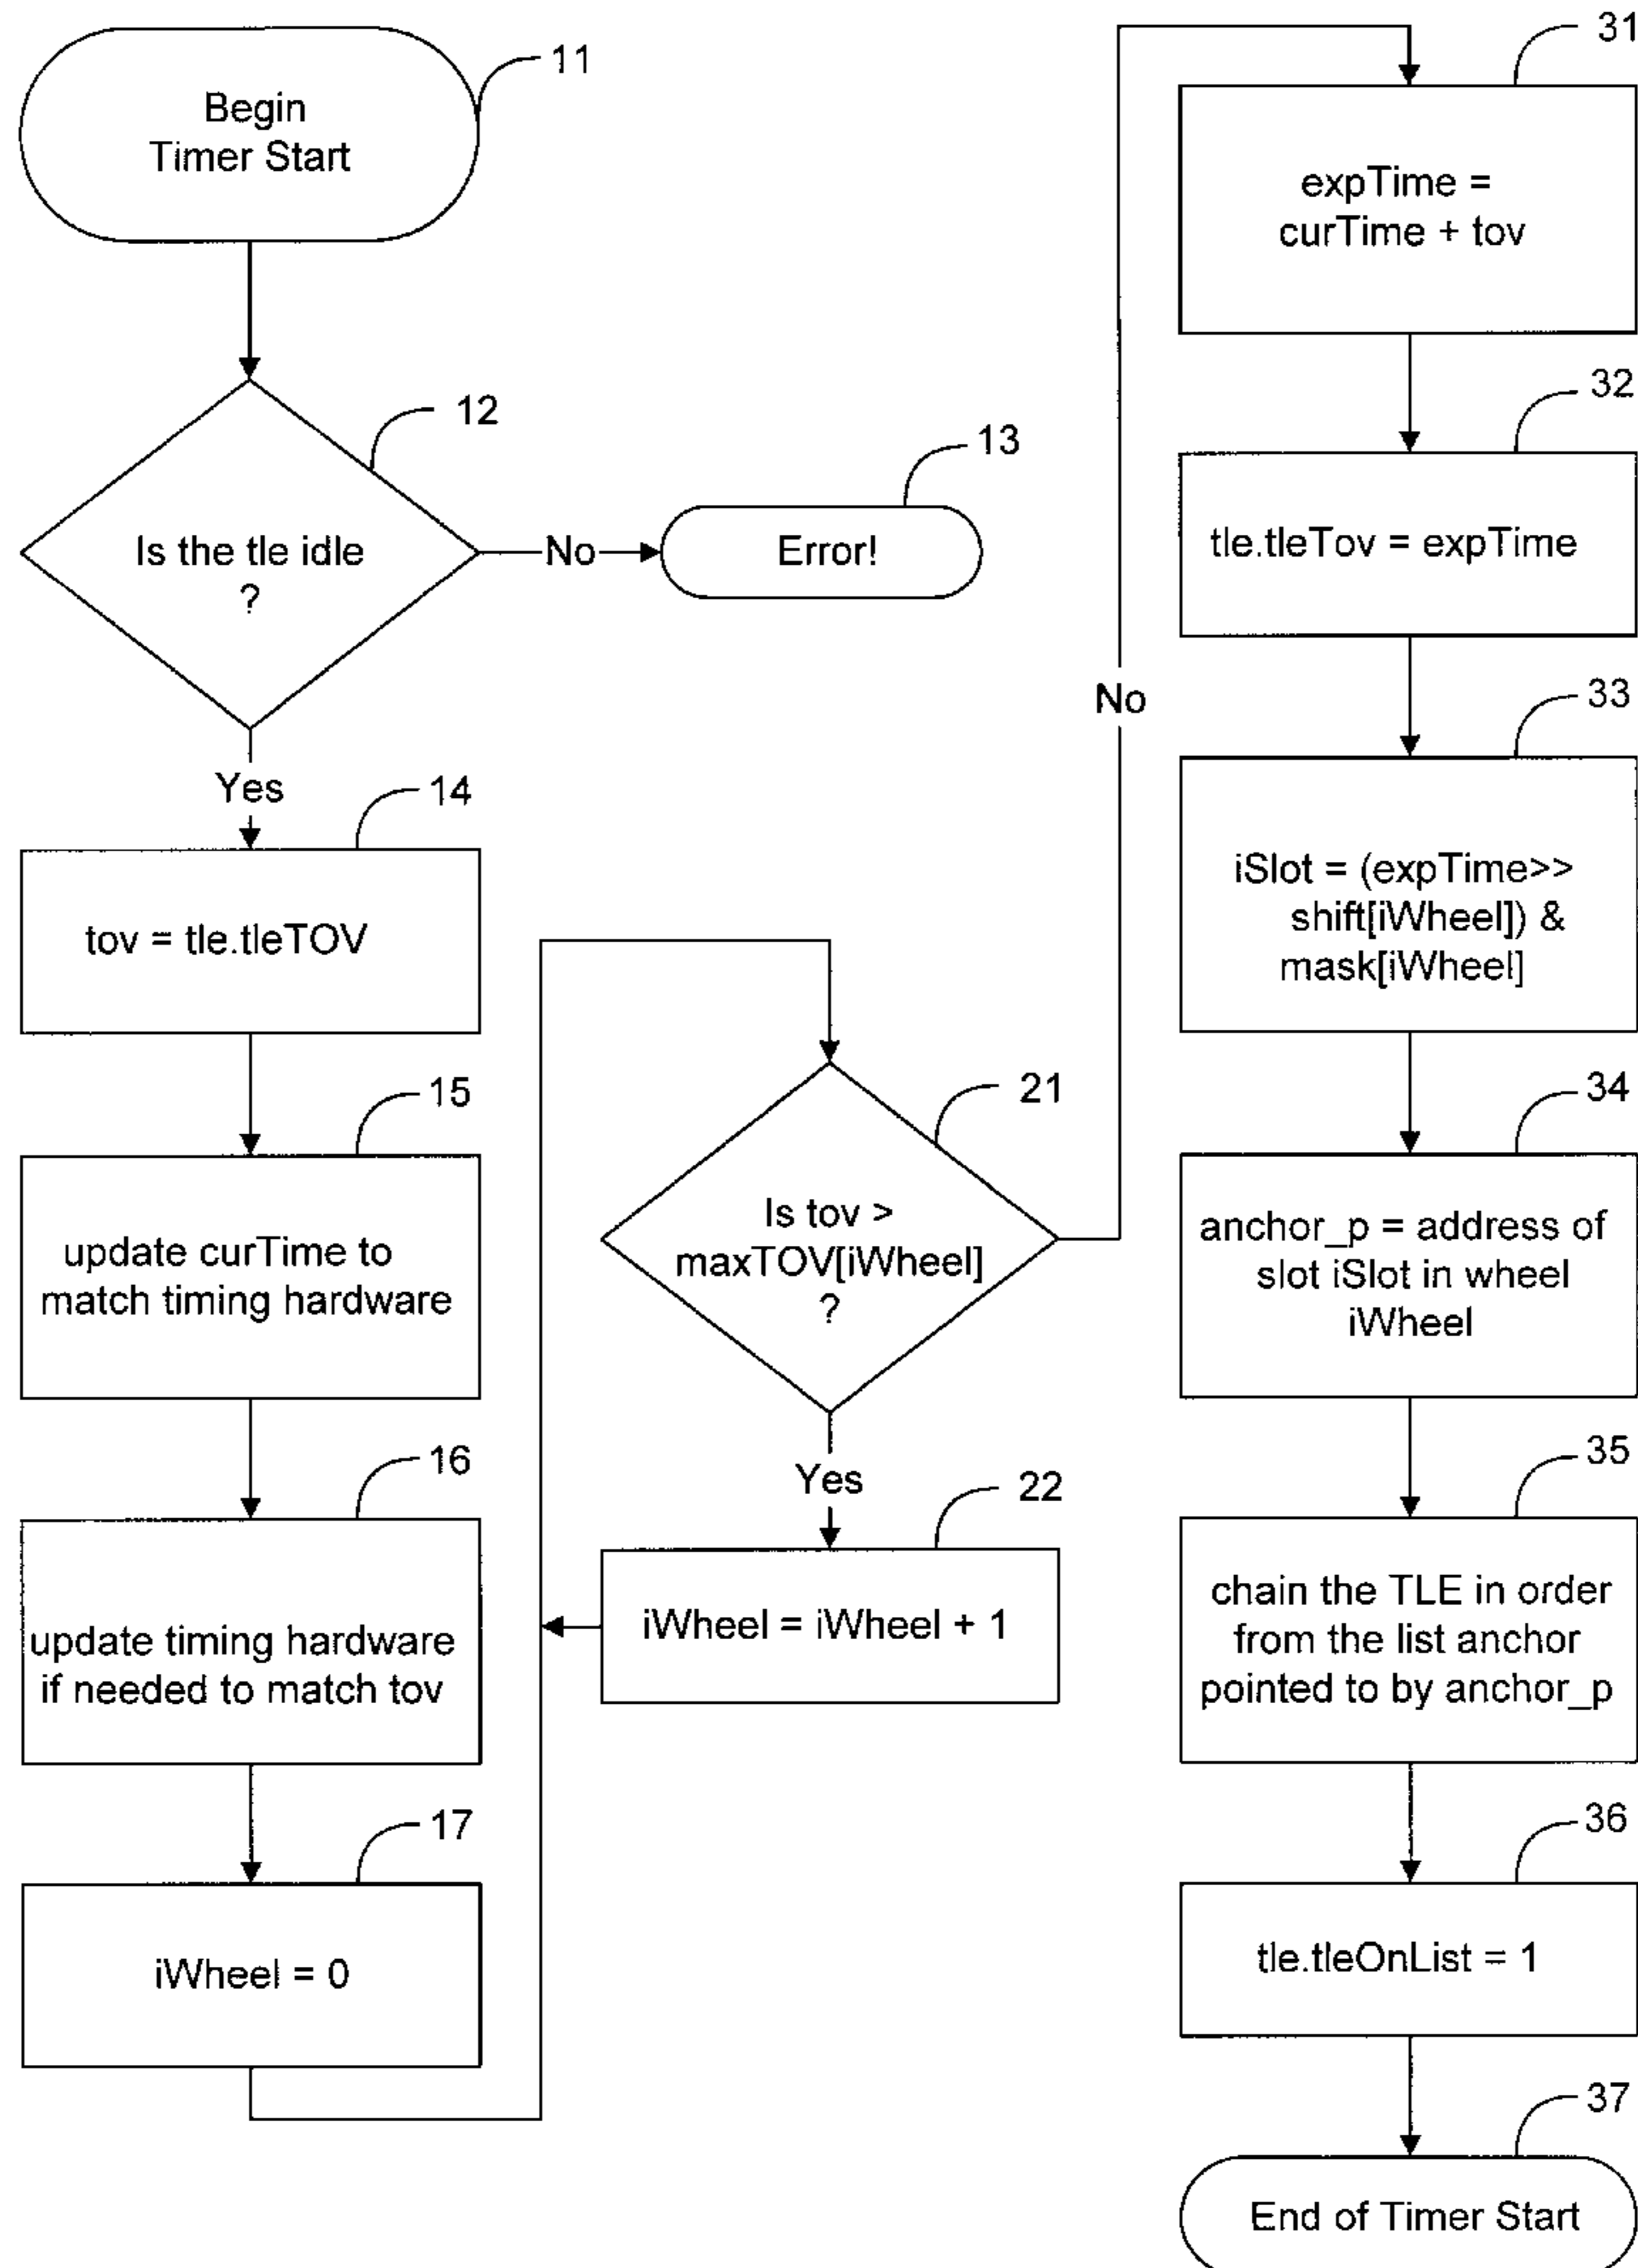 Begin
Timer Start
11
Is the tle idle
?
12
No
Error!
13
Yes
tov = tle.tleTOV
14
update curTime to
match timing hardware
15
update timing hardware
if needed to match tov
16
iWheel = 0
17
Is tov >
maxTOV[iWheel]
?
21
Yes
iWheel = iWheel + 1
22
No
expTime =
curTime + tov
31
tle.tleTov = expTime
32
iSlot = (expTime>>
shift[iWheel]) &
mask[iWheel]
33
anchor_p = address of
slot iSlot in wheel
iWheel
34
chain the TLE in order
from the list anchor
pointed to by anchor_p
35
tle.tleOnList = 1
36
End of Timer Start
37